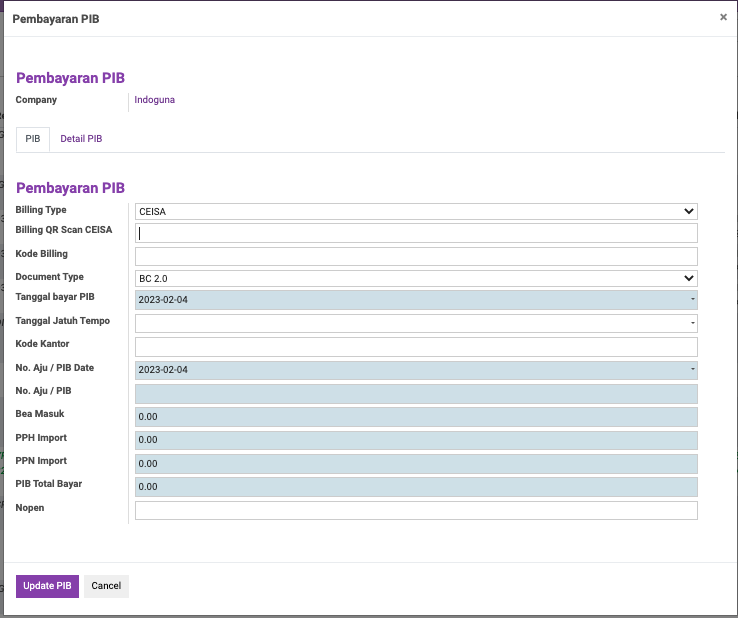 Pembayaran PIB ×
Pembayaran PIB
Company Indoguna
PIB Detail PIB
Pembayaran PIB
Billing Type CEISA
Billing QR Scan CEISA
Kode Billing
Document Type BC 2.0
Tanggal bayar PIB 2023-02-04
Tanggal Jatuh Tempo
Kode Kantor
No. Aju / PIB Date 2023-02-04
No. Aju / PIB
Bea Masuk 0.00
PPH Import 0.00
PPN Import 0.00
PIB Total Bayar 0.00
Nopen
Update PIB Cancel